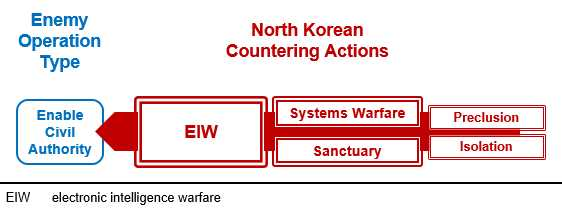 Enemy
Operation
Type
North Korean
Countering Actions
Enable
Civil
Authority
EIW
Systems Warfare
Sanctuary
Preclusion
Isolation
EIW electronic intelligence warfare